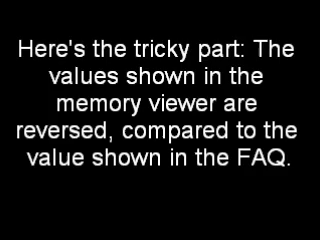 Here's the tricky part: The
values shown in the
memory viewer are
reversed, compared to the
value shown in the FAQ.